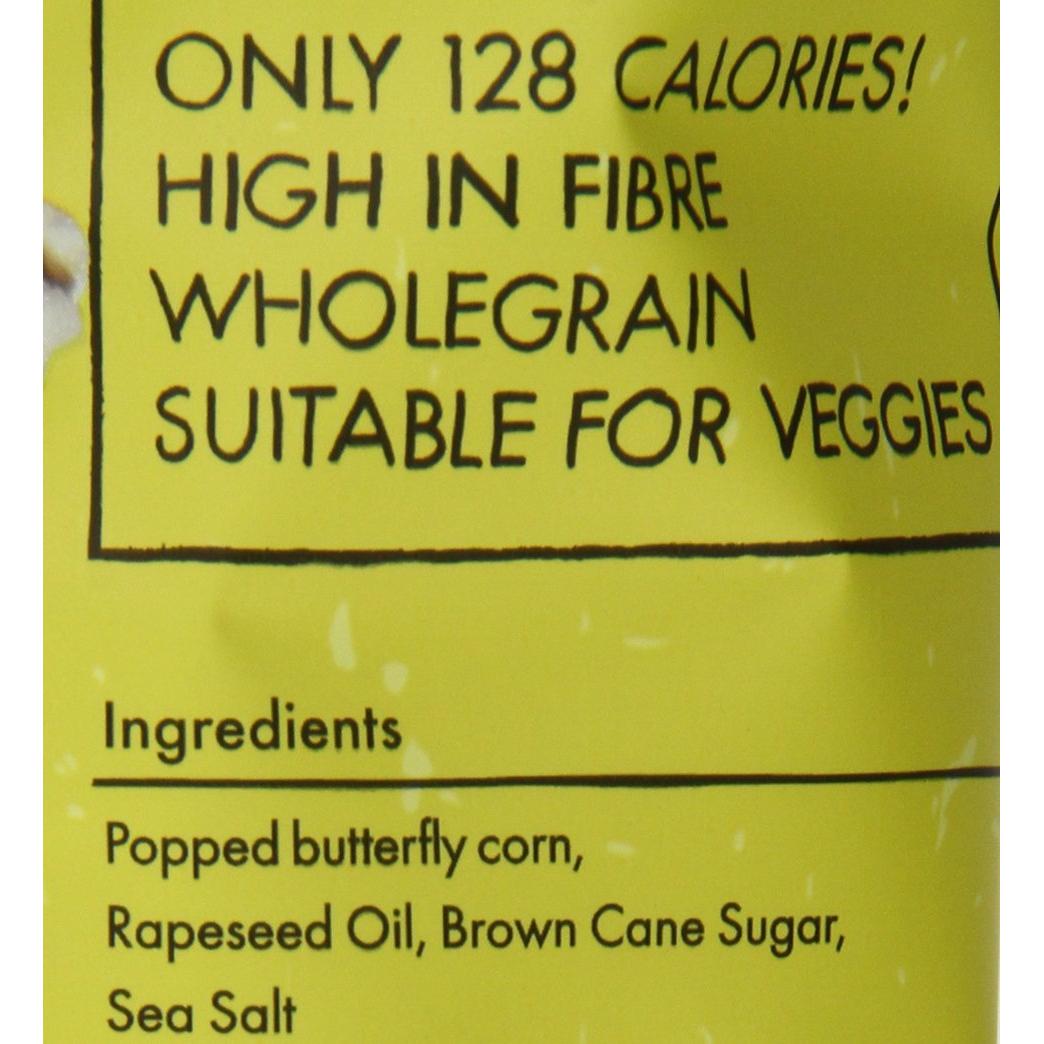 ONLY 128 CALORIES!
HIGH IN FIBRE
WHOLEGRAIN
SUITABLE FOR VEGGIES
Ingredients
Popped butterfly corn,
Rapeseed Oil, Brown Cane Sugar,
Sea Salt